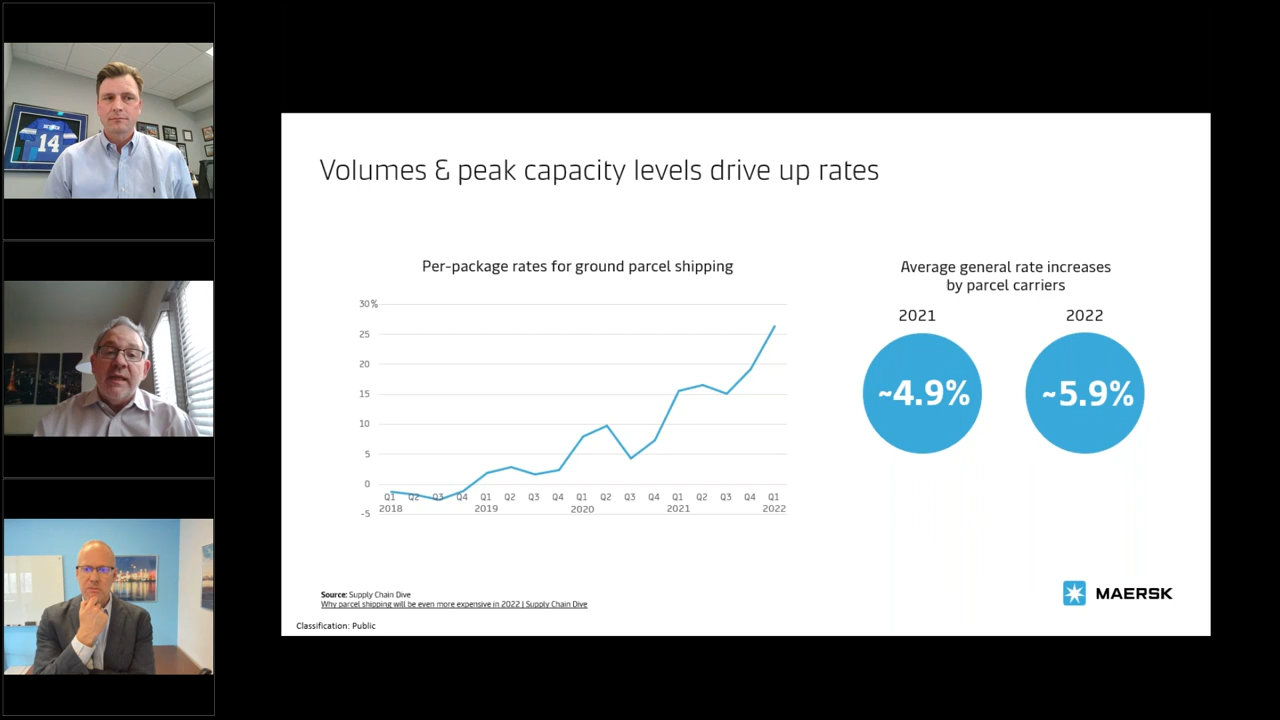 14
Volumes & peak capacity levels drive up rates
Per-package rates for ground parcel shipping
30%
25
20
15
10
5
0
-5
Q1 Q2 Q3 Q4 Q1 Q2 Q3 Q4 Q1 Q2 Q3 Q4 Q1 Q2 Q3 Q4 Q1
2018 2019 2020 2021 2022
Average general rate increases
by parcel carriers
2021 2022
~4.9% ~5.9%
Source: Supply Chain Dive
Why parcel shipping will be even more expensive in 2022 | Supply Chain Dive
Classification: Public
MAERSK